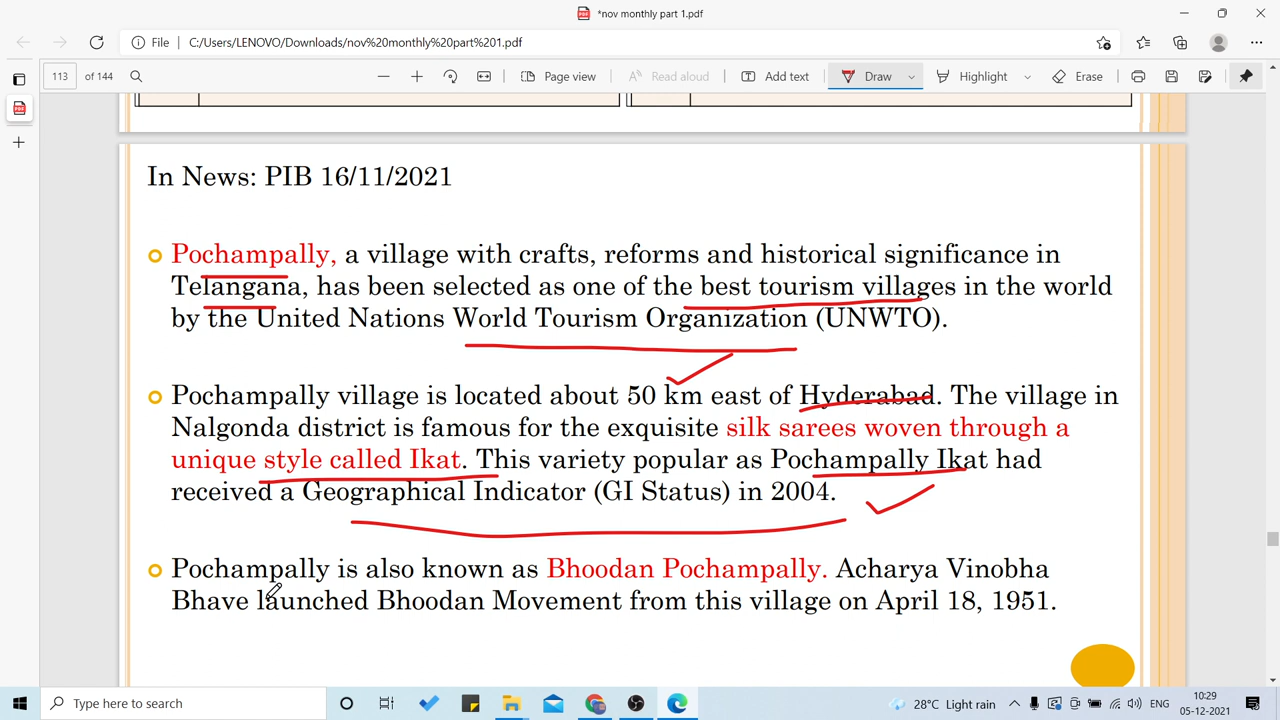 *nov monthly part 1.pdf
File
C:/Users/LENOVO/Downloads/nov%20monthly%20part%201.pdf
113 of 144
Page view
Read aloud
Add text
Draw
Highlight
Erase
In News: PIB 16/11/2021
Pochampally, a village with crafts, reforms and historical significance in
Telangana, has been selected as one of the best tourism villages in the world
by the United Nations World Tourism Organization (UNWTO).
Pochampally village is located about 50 km east of Hyderabad. The village in
Nalgonda district is famous for the exquisite silk sarees woven through a
unique style called Ikat. This variety popular as Pochampally Ikat had
received a Geographical Indicator (GI Status) in 2004.
Pochampally is also known as Bhoodan Pochampally. Acharya Vinobha
Bhave launched Bhoodan Movement from this village on April 18, 1951.
Type here to search
28°C Light rain
ENG
10:29
05-12-2021